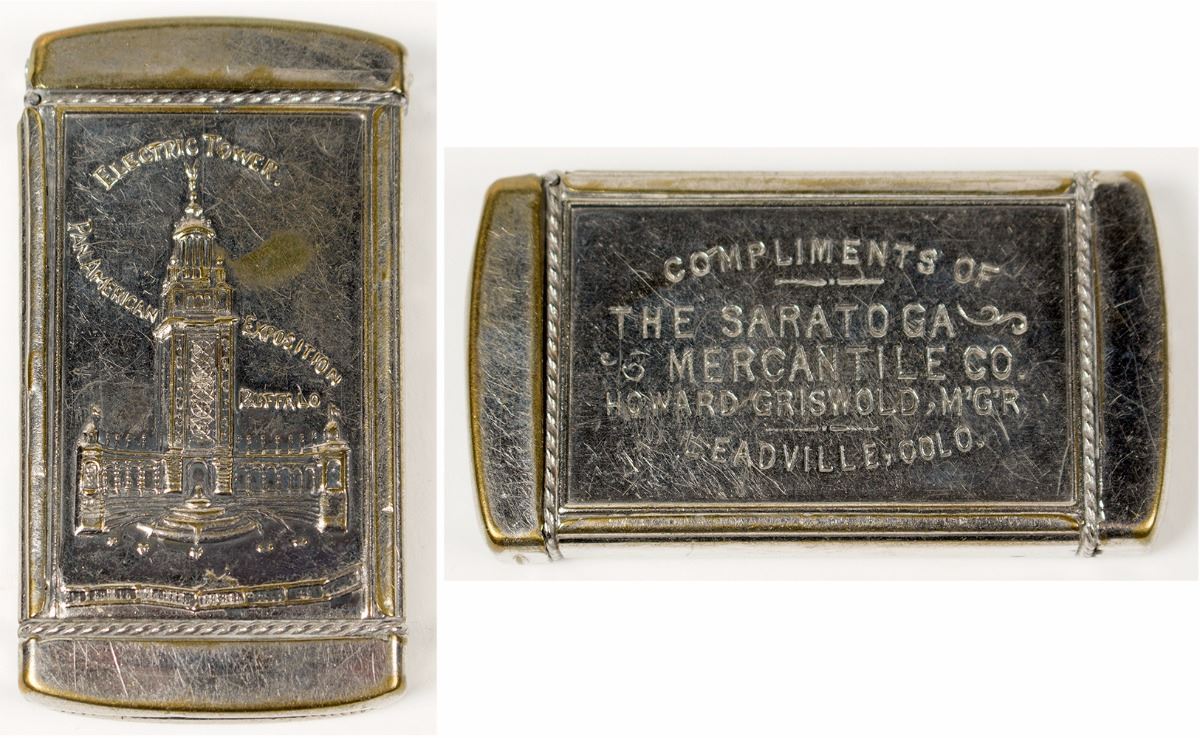 ELECTRIC TOWER.
PAN AMERICAN EXPOSITION
BUFFALO
COMPLIMENTS OF
THE SARATOGA
MERCANTILE CO.
HOWARD GRISWOLD, M'G'R
LEADVILLE, COLO.